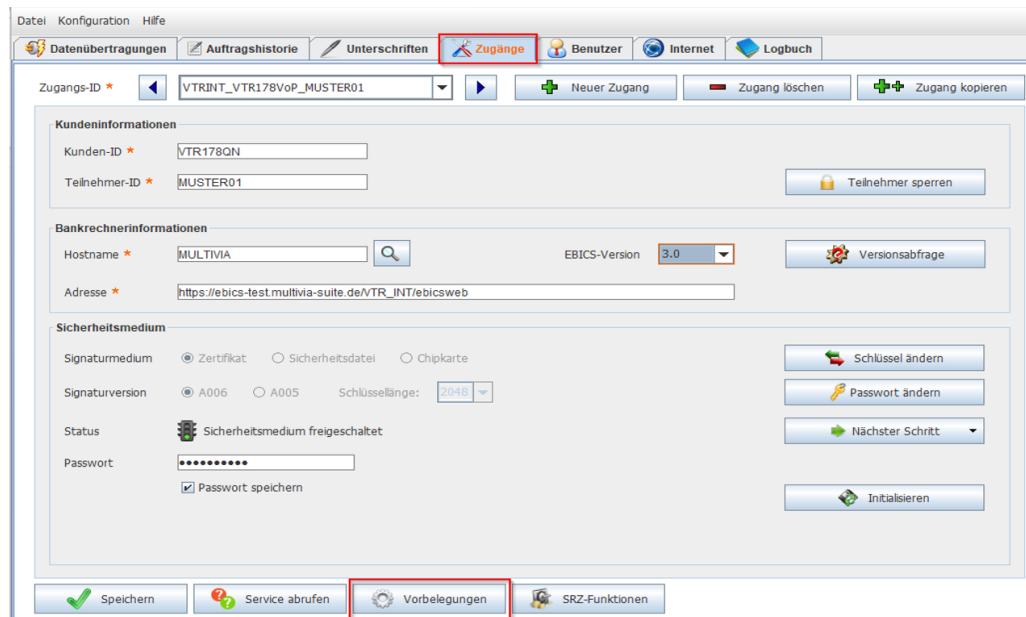 Datei Konfiguration Hilfe
Datenübertragungen Auftragshistorie Unterschriften Zugänge Benutzer Internet Logbuch
Zugangs-ID * VTRINT_VTR178VoP_MUSTER01 Neuer Zugang Zugang löschen Zugang kopieren
Kundeninformationen
Kunden-ID * VTR178QN
Teilnehmer-ID * MUSTER01 Teilnehmer sperren
Bankrechnerinformationen
Hostname * MULTIVIA EBICS-Version 3.0 Versionsabfrage
Adresse * https://ebics-test.multivia-suite.de/VTR_INT/ebicsweb
Sicherheitsmedium
Signaturmedium Zertifikat Sicherheitsdatei Chipkarte Schlüssel ändern
Signaturversion A006 A005 Schlüssellänge: 2048 Passwort ändern
Status Sicherheitsmedium freigeschaltet Nächster Schritt
Passwort ••••••••••
Passwort speichern Initialisieren
Speichern Service abrufen Vorbelegungen SRZ-Funktionen